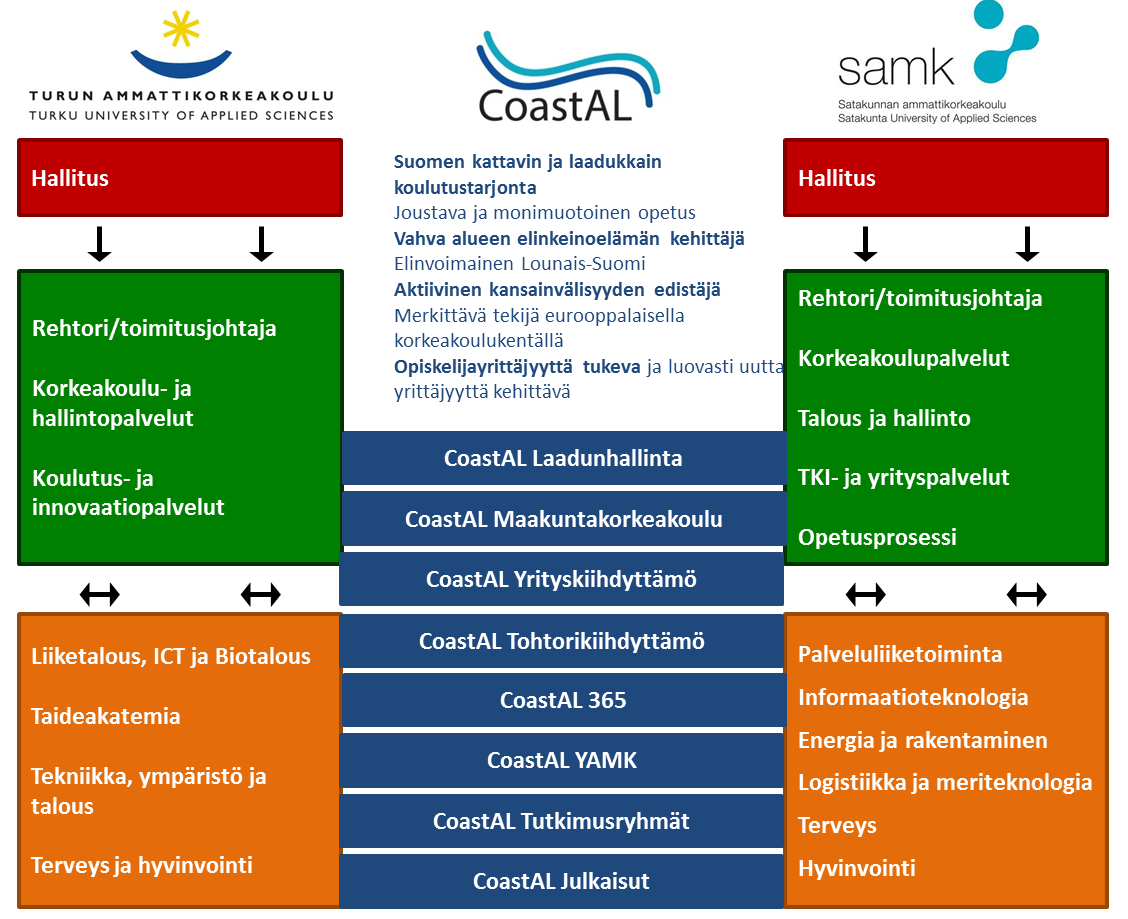 TURUN AMMATTIKORKEAKOULU
TURKU UNIVERSITY OF APPLIED SCIENCES
CoastAL
samk
Satakunnan ammattikorkeakoulu
Satakunta University of Applied Sciences
Hallitus
Rehtori/toimitusjohtaja
Korkeakoulu- ja
hallintopalvelut
Koulutus- ja
innovaatiopalvelut
Liiketalous, ICT ja Biotalous
Taideakatemia
Tekniikka, ympäristö ja
talous
Terveys ja hyvinvointi
Suomen kattavin ja laadukkain
koulutustarjonta
Joustava ja monimuotoinen opetus
Vahva alueen elinkeinoelämän kehittäjä
Elinvoimainen Lounais-Suomi
Aktiivinen kansainvälisyyden edistäjä
Merkittävä tekijä eurooppalaisella
korkeakoulukentällä
Opiskelijayrittäjyyttä tukeva ja luovasti uutta
yrittäjyyttä kehittävä
CoastAL Laadunhallinta
CoastAL Maakuntakorkeakoulu
CoastAL Yrityskiihdyttämö
CoastAL Tohtorikiihdyttämö
CoastAL 365
CoastAL YAMK
CoastAL Tutkimusryhmät
CoastAL Julkaisut
Hallitus
Rehtori/toimitusjohtaja
Korkeakoulupalvelut
Talous ja hallinto
TKI- ja yrityspalvelut
Opetusprosessi
Palveluliiketoiminta
Informaatioteknologia
Energia ja rakentaminen
Logistiikka ja meriteknologia
Terveys
Hyvinvointi